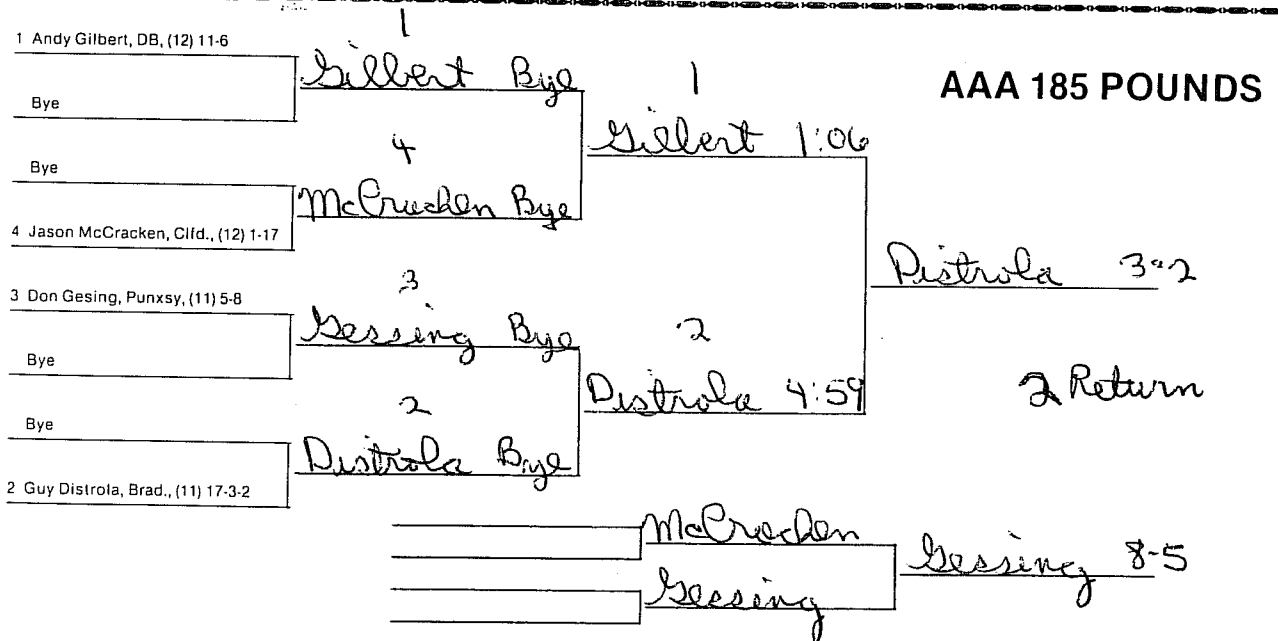 AAA 185 POUNDS
1 Andy Gilbert, DB, (12) 11-6
Bye
Bye
4 Jason McCracken, Clfd., (12) 1-17
3 Don Gesing, Punxsy, (11) 5-8
Bye
Bye
2 Guy Distrola, Brad., (11) 17-3-2
1
Gilbert Bye
4
McCrachen Bye
3
Gessing Bye
2
Distrola Bye
1
Gilbert 1:06
2
Distrola 4:59
Distrola 3-2
2 Return
McCrachen
Gessing
Gessing 8-5